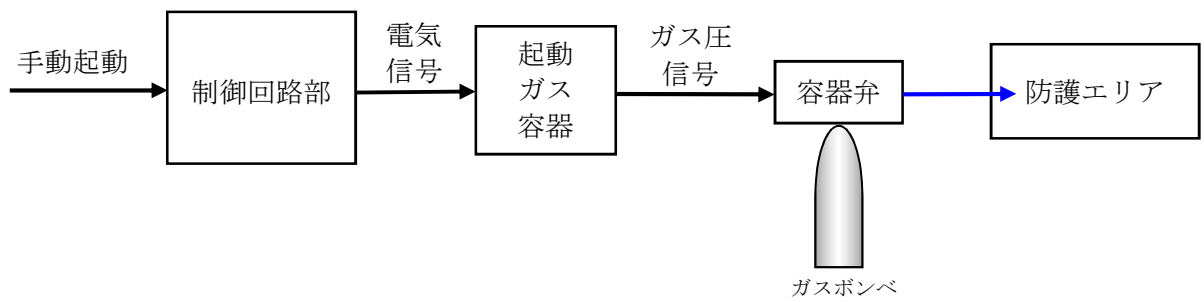 手動起動
制御回路部
電気
信号
起動
ガス
容器
ガス圧
信号
容器弁
防護エリア
ガスボンベ